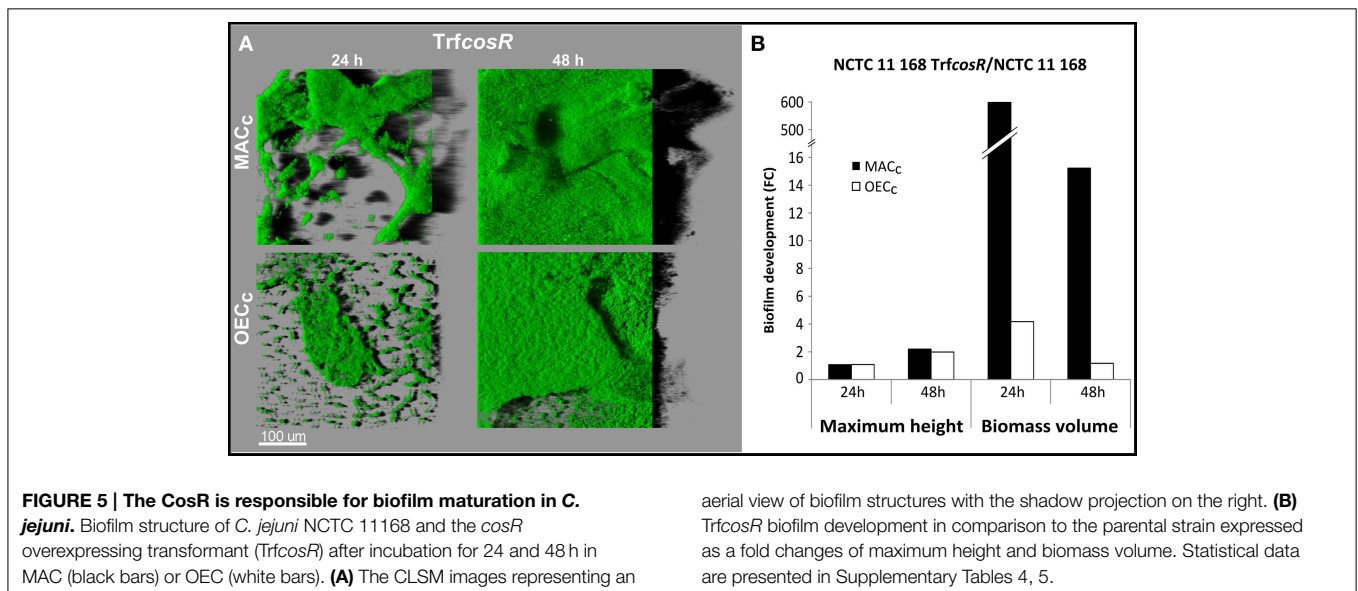 A
TrfcosR
24 h
48 h
MACC
OECC
100 um
B
NCTC 11 168 TrfcosR/NCTC 11 168
Biofilm development (FC)
600
500
16
14
12
10
8
6
4
2
0
MACC
OECC
24h
48h
24h
48h
Maximum height
Biomass volume
FIGURE 5 | The CosR is responsible for biofilm maturation in C.
jejuni. Biofilm structure of C. jejuni NCTC 11168 and the cosR
overexpressing transformant (TrfcosR) after incubation for 24 and 48 h in
MAC (black bars) or OEC (white bars). (A) The CLSM images representing an
aerial view of biofilm structures with the shadow projection on the right. (B)
TrfcosR biofilm development in comparison to the parental strain expressed
as a fold changes of maximum height and biomass volume. Statistical data
are presented in Supplementary Tables 4, 5.